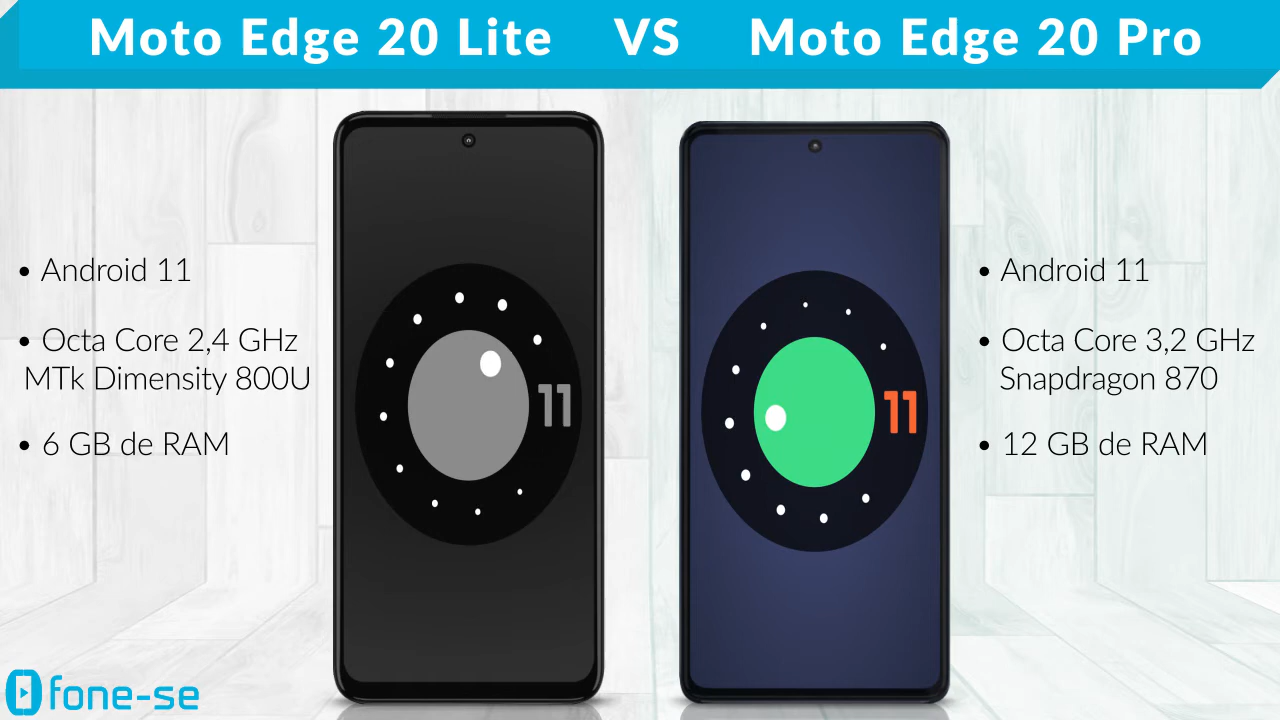 Moto Edge 20 Lite VS Moto Edge 20 Pro
• Android 11
• Octa Core 2,4 GHz
MTk Dimensity 800U
• 6 GB de RAM
11
11
• Android 11
• Octa Core 3,2 GHz
Snapdragon 870
• 12 GB de RAM
fone-se